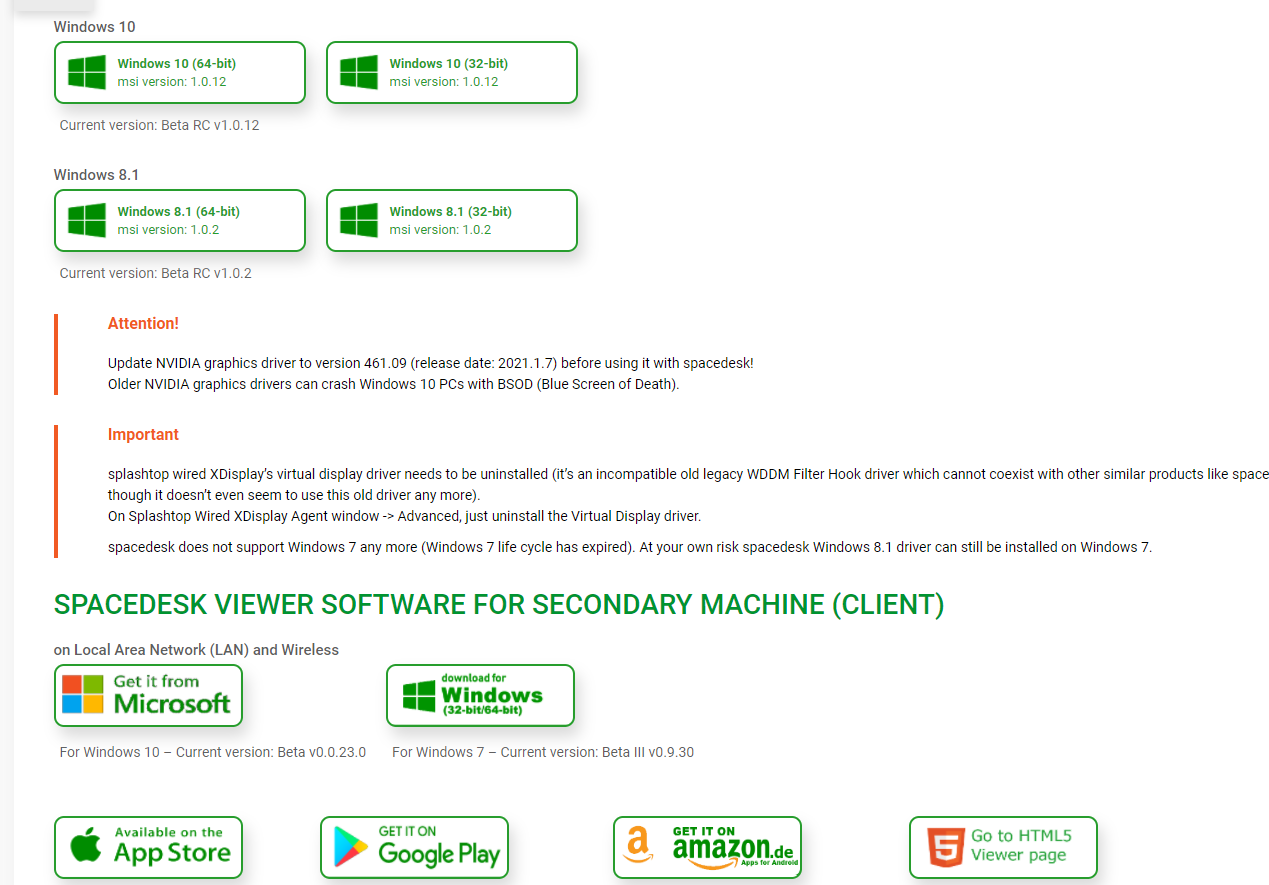 Windows 10
Windows 10 (64-bit)
msi version: 1.0.12
Windows 10 (32-bit)
msi version: 1.0.12
Current version: Beta RC v1.0.12
Windows 8.1
Windows 8.1 (64-bit)
msi version: 1.0.2
Windows 8.1 (32-bit)
msi version: 1.0.2
Current version: Beta RC v1.0.2
Attention!
Update NVIDIA graphics driver to version 461.09 (release date: 2021.1.7) before using it with spacedesk!
Older NVIDIA graphics drivers can crash Windows 10 PCs with BSOD (Blue Screen of Death).
Important
splashtop wired XDisplay’s virtual display driver needs to be uninstalled (it’s an incompatible old legacy WDDM Filter Hook driver which cannot coexist with other similar products like space
though it doesn’t even seem to use this old driver any more).
On Splashtop Wired XDisplay Agent window -> Advanced, just uninstall the Virtual Display driver.
spacedesk does not support Windows 7 any more (Windows 7 life cycle has expired). At your own risk spacedesk Windows 8.1 driver can still be installed on Windows 7.
SPACEDESK VIEWER SOFTWARE FOR SECONDARY MACHINE (CLIENT)
on Local Area Network (LAN) and Wireless
Get it from
Microsoft
download for
Windows
(32-bit/64-bit)
For Windows 10 – Current version: Beta v0.0.23.0
For Windows 7 – Current version: Beta III v0.9.30
Available on the
App Store
GET IT ON
Google Play
GET IT ON
amazon.de
Apps for Android
Go to HTML5
Viewer page